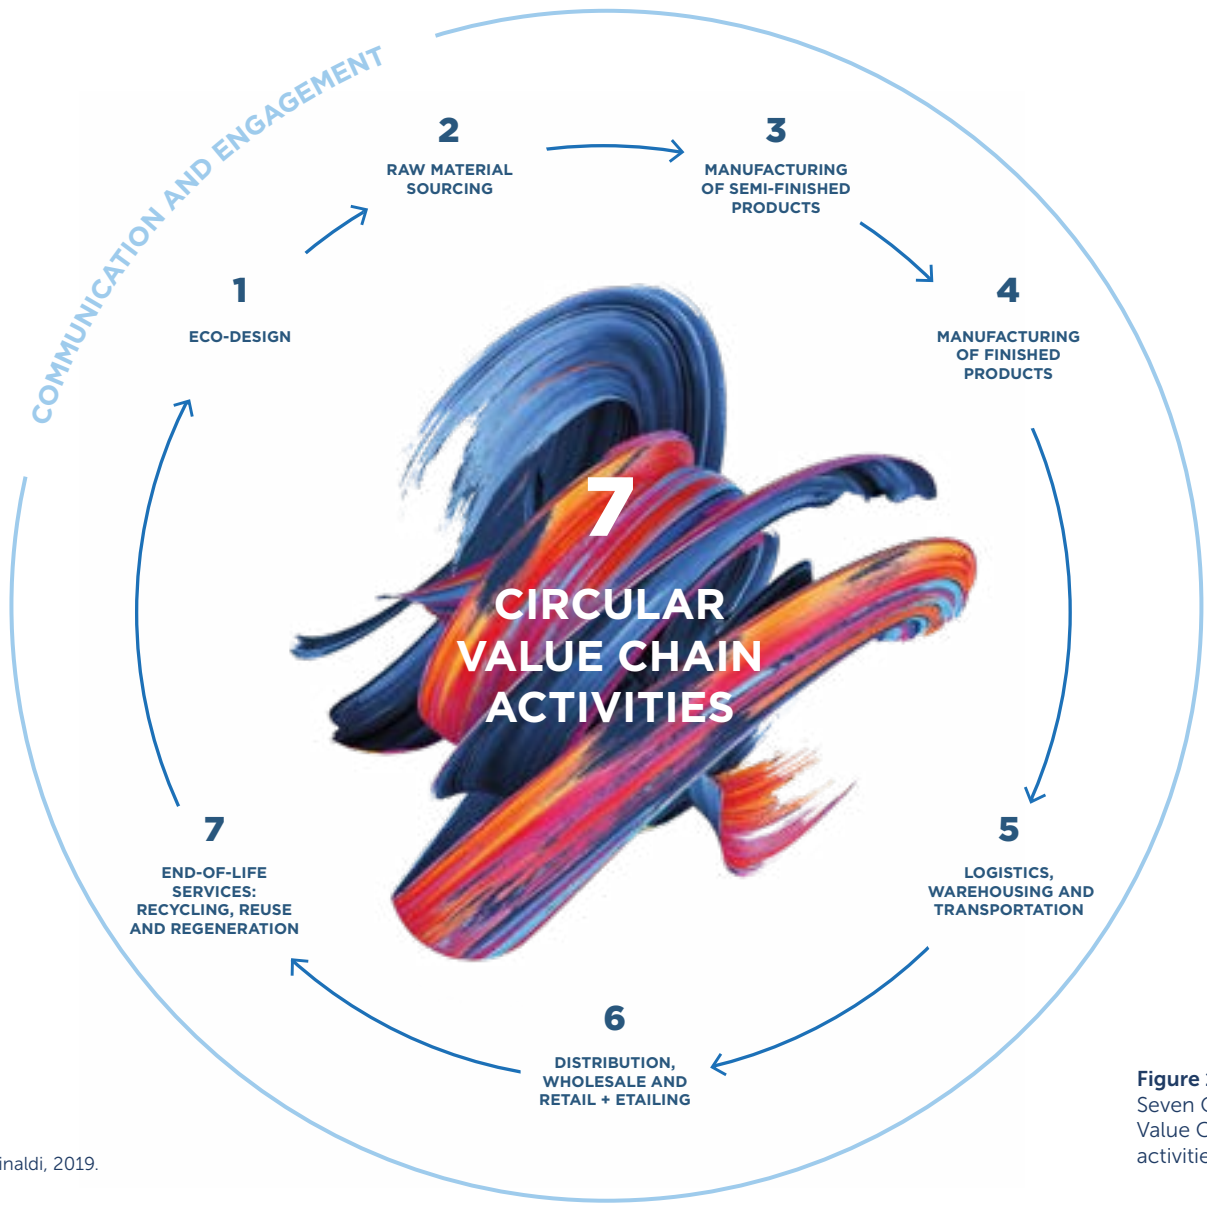 COMMUNICATION AND ENGAGEMENT
1
ECO-DESIGN
2
RAW MATERIAL
SOURCING
3
MANUFACTURING
OF SEMI-FINISHED
PRODUCTS
4
MANUFACTURING
OF FINISHED
PRODUCTS
5
LOGISTICS,
WAREHOUSING AND
TRANSPORTATION
6
DISTRIBUTION,
WHOLESALE AND
RETAIL + ETAILING
7
END-OF-LIFE
SERVICES:
RECYCLING, REUSE
AND REGENERATION
7
CIRCULAR
VALUE CHAIN
ACTIVITIES
Figure
Seven
Value
2019.